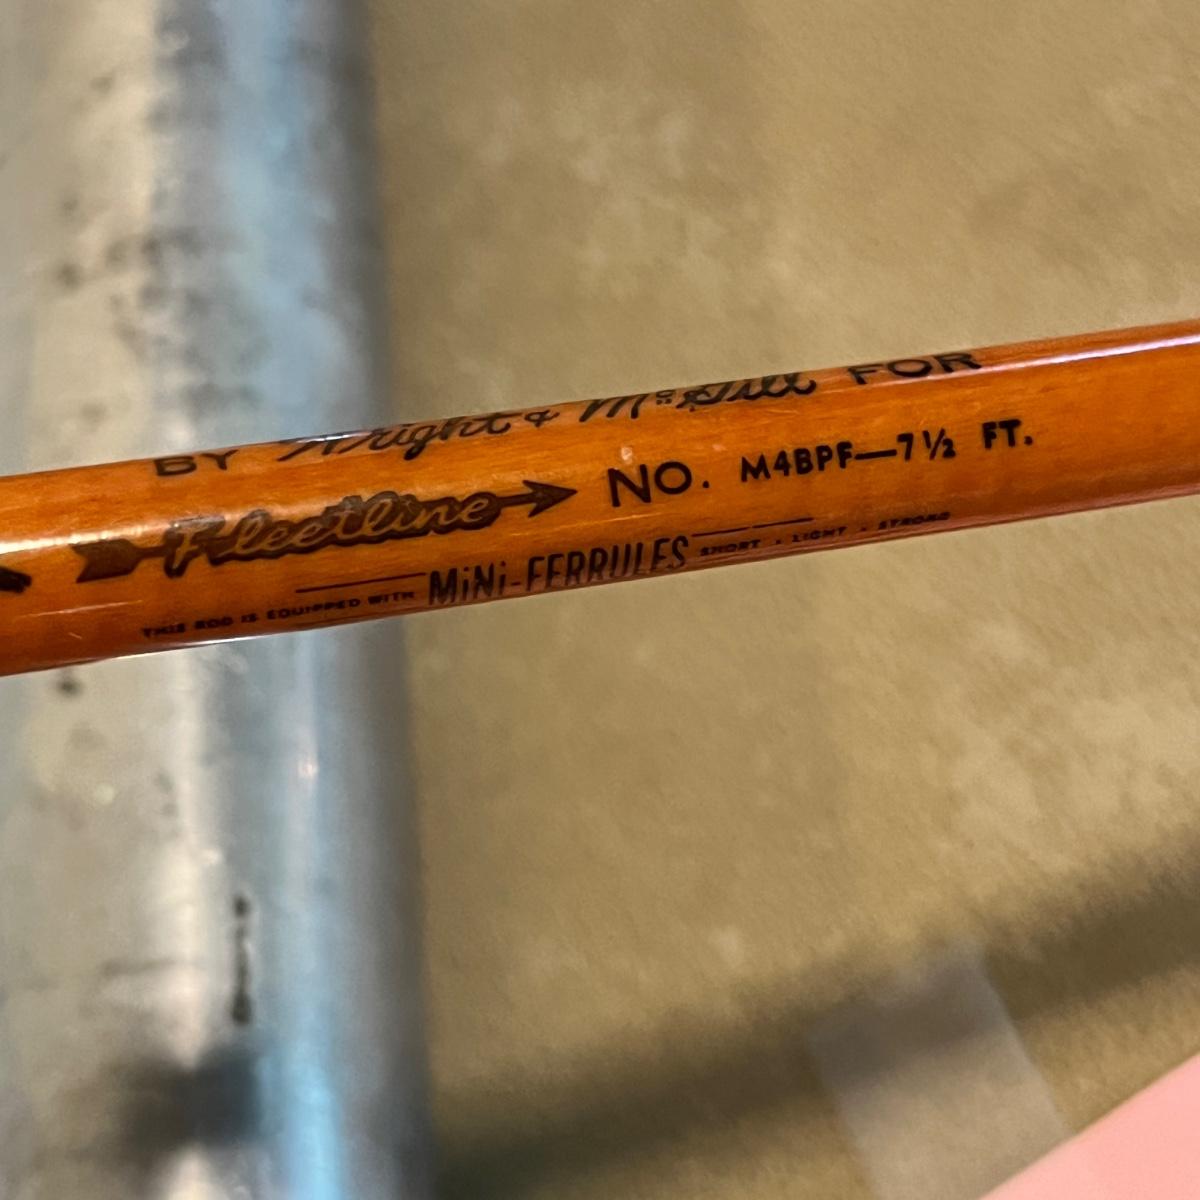 BY Wright & McGill FOR
Fleetline NO. M4BPF—7½ FT.
THIS ROD IS EQUIPPED WITH MiNi-FERRULES SHORT · LIGHT · STRONG